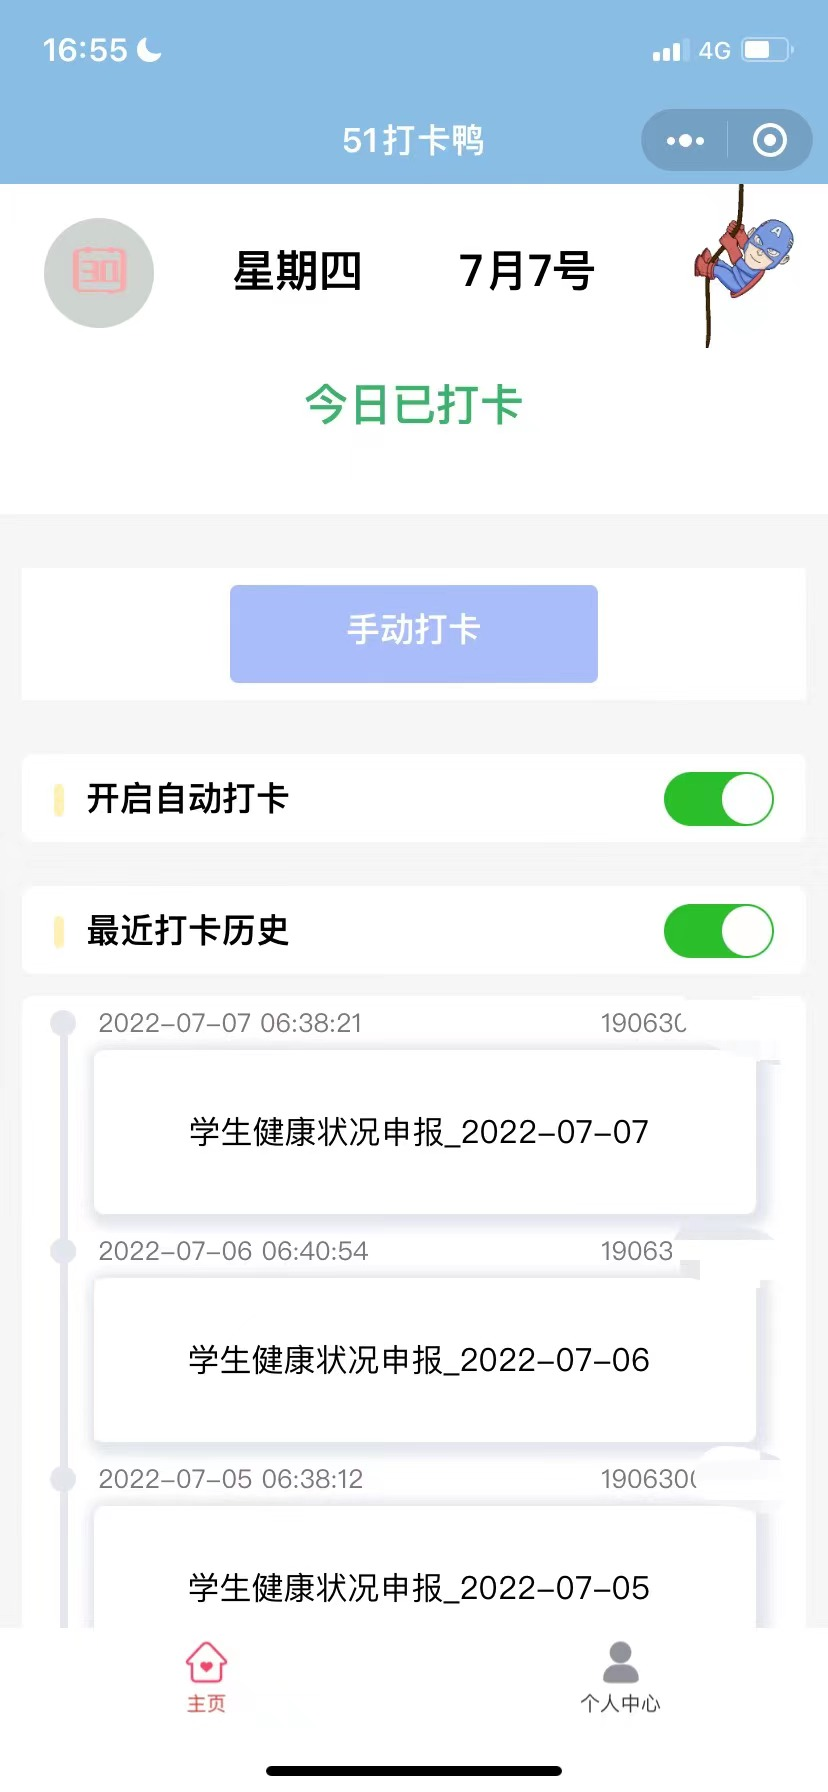 16:55
4G
51打卡鸭
30
星期四 7月7号
A
今日已打卡
手动打卡
开启自动打卡
最近打卡历史
2022-07-07 06:38:21 190630
学生健康状况申报_2022-07-07
2022-07-06 06:40:54 19063
学生健康状况申报_2022-07-06
2022-07-05 06:38:12 190630
学生健康状况申报_2022-07-05
主页
个人中心